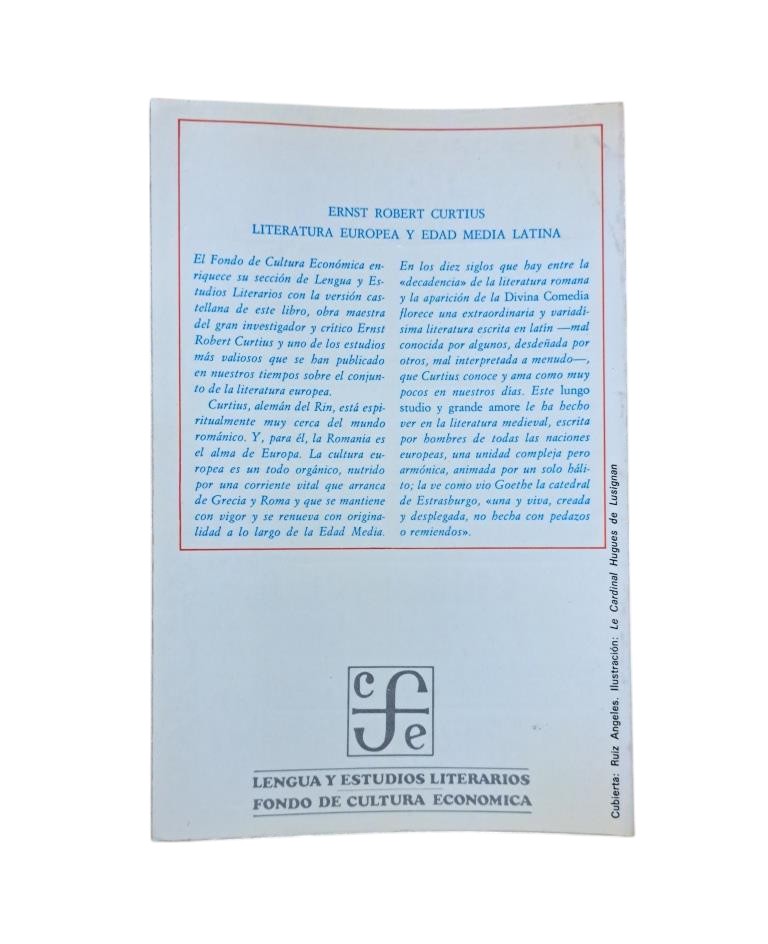 ERNST ROBERT CURTIUS
LITERATURA EUROPEA Y EDAD MEDIA LATINA
El Fondo de Cultura Económica en-
riquece su sección de Lengua y Es-
tudios Literarios con la versión cas-
tellana de este libro, obra maestra
del gran investigador y crítico Ernst
Robert Curtius y uno de los estudios
más valiosos que se han publicado
en nuestros tiempos sobre el conjun-
to de la literatura europea.
Curtius, alemán del Rin, está espi-
ritualmente muy cerca del mundo
románico. Y, para él, la Romania es
el alma de Europa. La cultura eu-
ropea es un todo orgánico, nutrido
por una corriente vital que arranca
de Grecia y Roma y que se mantiene
con vigor y se renueva con origina-
lidad a lo largo de la Edad Media.
En los diez siglos que hay entre la
«decadencia» de la literatura romana
y la aparición de la Divina Comedia
florece una extraordinaria y variadí-
sima literatura escrita en latín —mal
conocida por algunos, desdeñada por
otros, mal interpretada a menudo—,
que Curtius conoce y ama como muy
pocos en nuestros días. Este lungo
studio y grande amore le ha hecho
ver en la literatura medieval, escrita
por hombres de todas las naciones
europeas, una unidad compleja pero
armónica, animada por un solo háli-
to; la ve como vio Goethe la catedral
de Estrasburgo, «una y viva, creada
y desplegada, no hecha con pedazos
o remiendos».
Cubierta: Ruiz Angeles. Ilustración: Le Cardinal Hugues de Lusignan
cfe
LENGUA Y ESTUDIOS LITERARIOS
FONDO DE CULTURA ECONOMICA